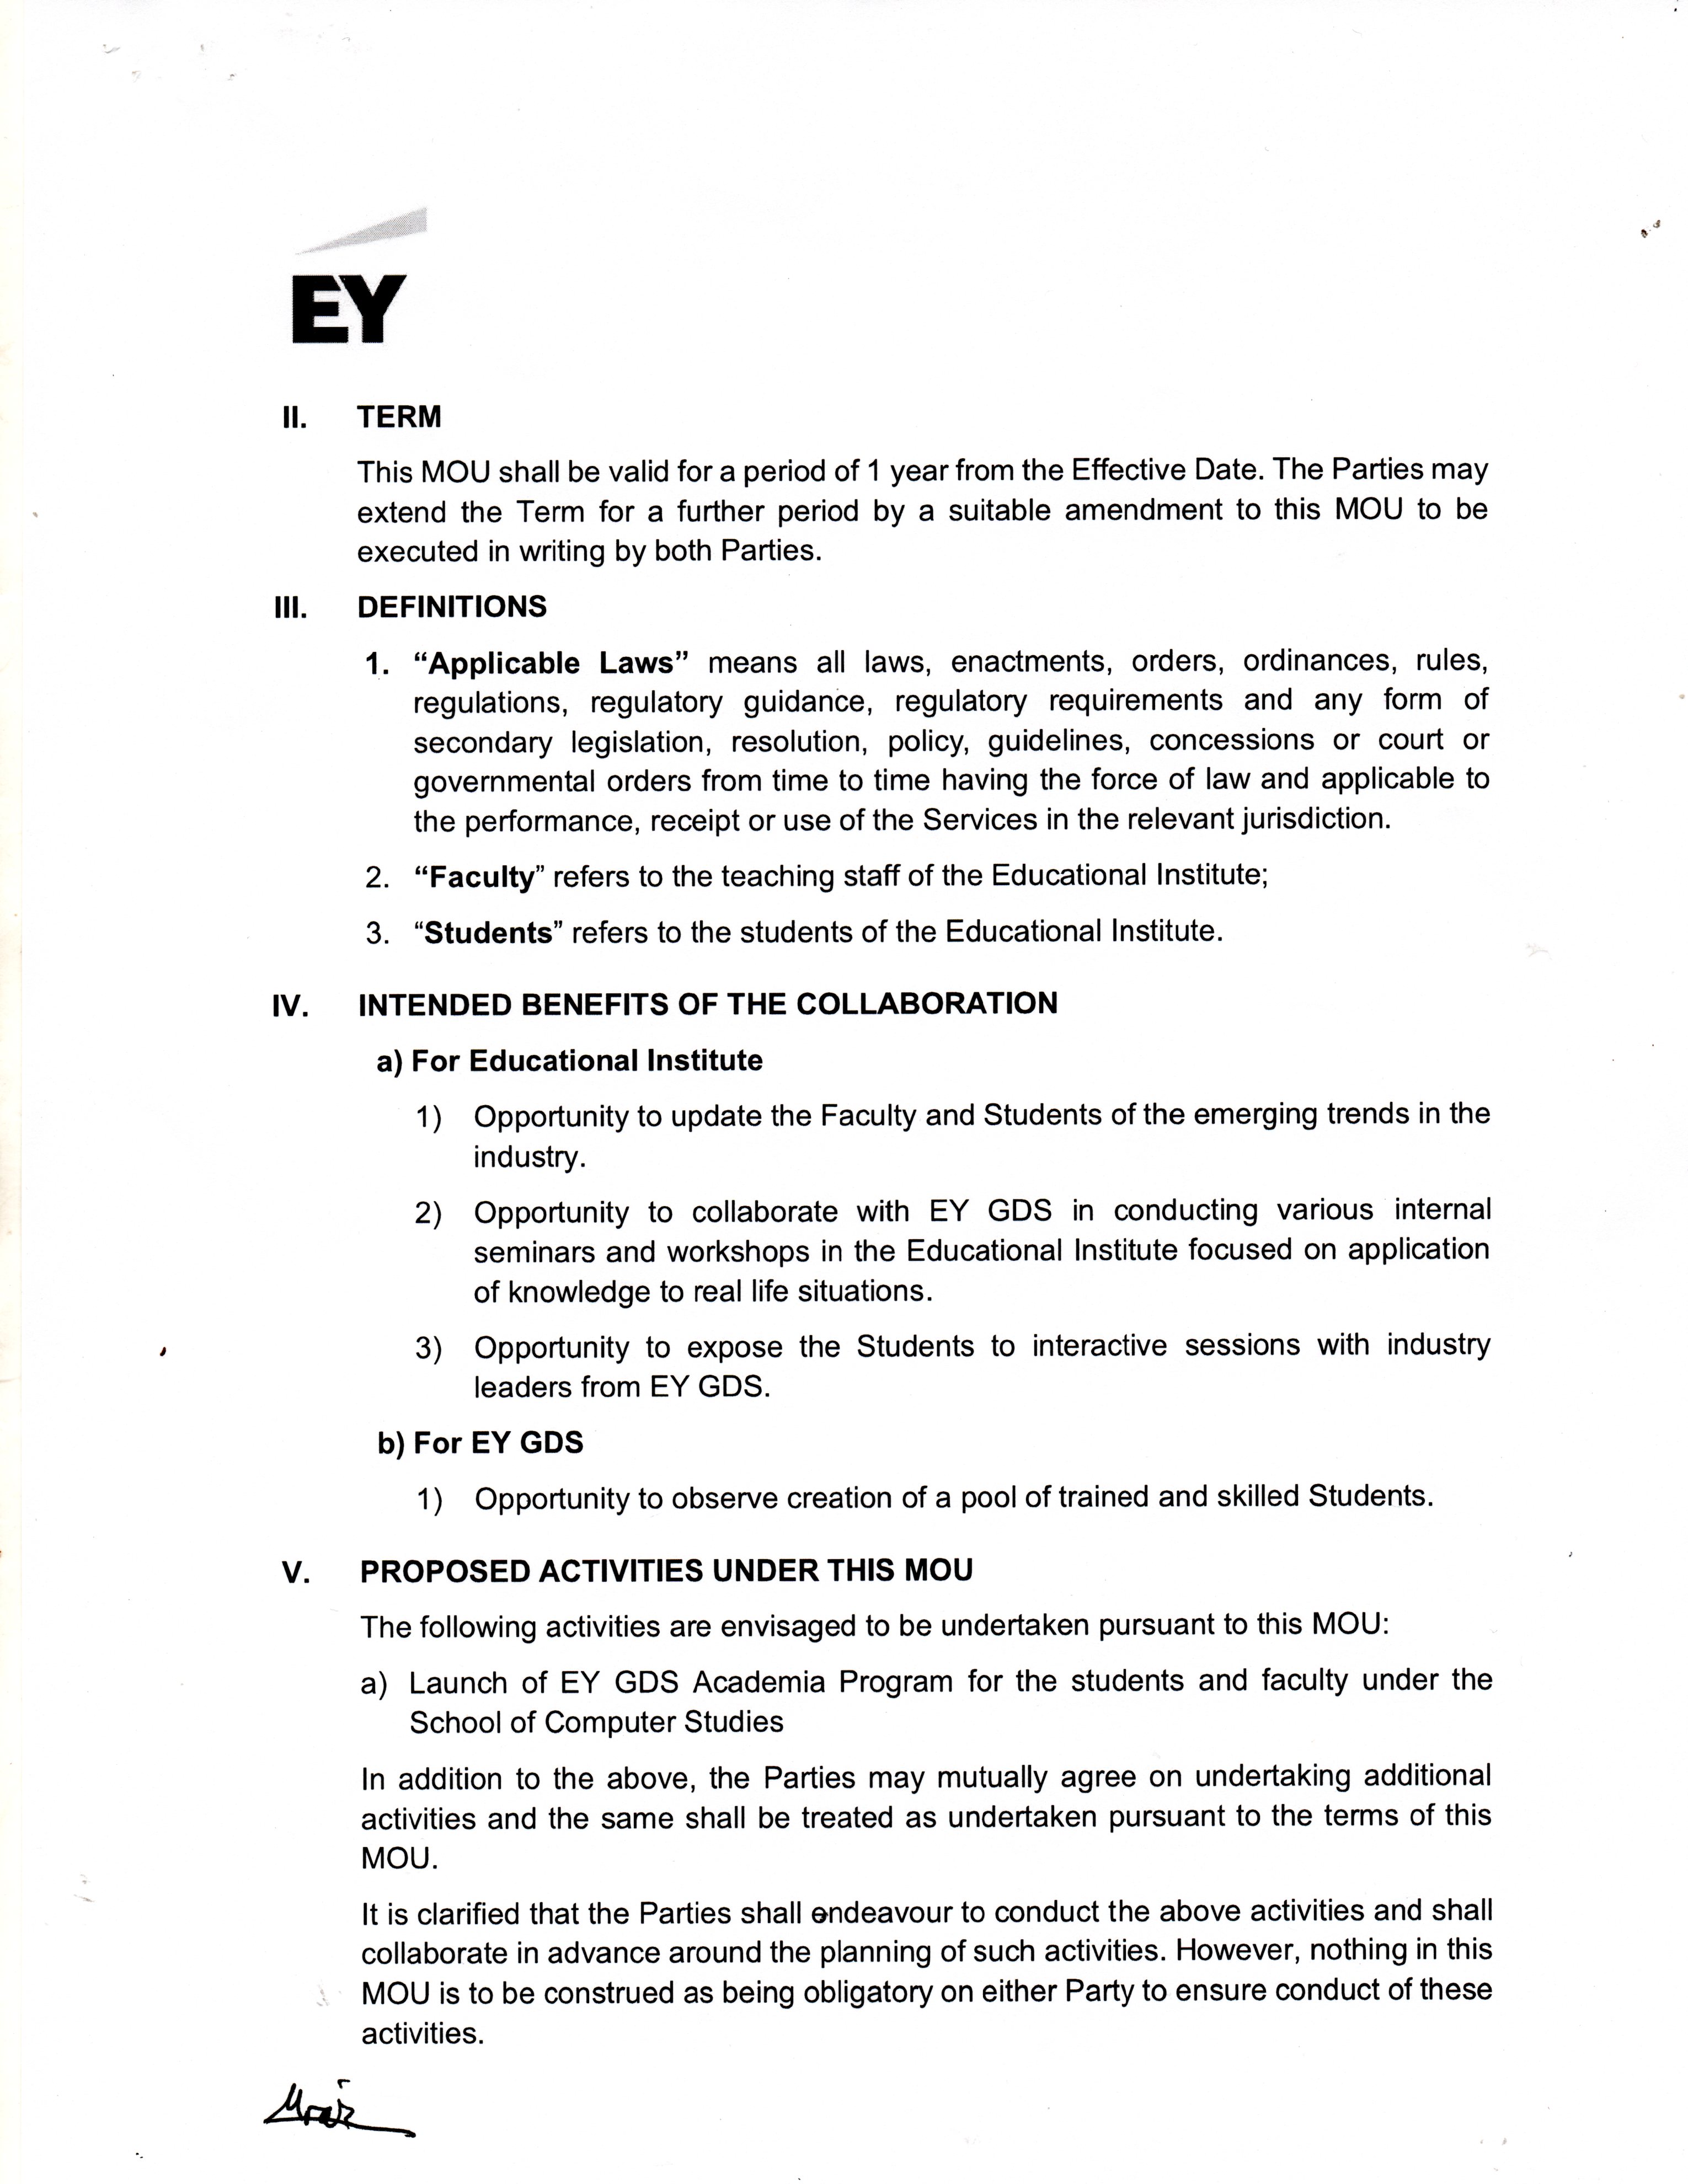 EY
II. TERM
This MOU shall be valid for a period of 1 year from the Effective Date. The Parties may
extend the Term for a further period by a suitable amendment to this MOU to be
executed in writing by both Parties.
III. DEFINITIONS
1. “Applicable Laws” means all laws, enactments, orders, ordinances, rules,
regulations, regulatory guidance, regulatory requirements and any form of
secondary legislation, resolution, policy, guidelines, concessions or court or
governmental orders from time to time having the force of law and applicable to
the performance, receipt or use of the Services in the relevant jurisdiction.
2. “Faculty” refers to the teaching staff of the Educational Institute;
3. “Students” refers to the students of the Educational Institute.
IV. INTENDED BENEFITS OF THE COLLABORATION
a) For Educational Institute
1) Opportunity to update the Faculty and Students of the emerging trends in the
industry.
2) Opportunity to collaborate with EY GDS in conducting various internal
seminars and workshops in the Educational Institute focused on application
of knowledge to real life situations.
3) Opportunity to expose the Students to interactive sessions with industry
leaders from EY GDS.
b) For EY GDS
1) Opportunity to observe creation of a pool of trained and skilled Students.
V. PROPOSED ACTIVITIES UNDER THIS MOU
The following activities are envisaged to be undertaken pursuant to this MOU:
a) Launch of EY GDS Academia Program for the students and faculty under the
School of Computer Studies
In addition to the above, the Parties may mutually agree on undertaking additional
activities and the same shall be treated as undertaken pursuant to the terms of this
MOU.
It is clarified that the Parties shall endeavour to conduct the above activities and shall
collaborate in advance around the planning of such activities. However, nothing in this
MOU is to be construed as being obligatory on either Party to ensure conduct of these
activities.